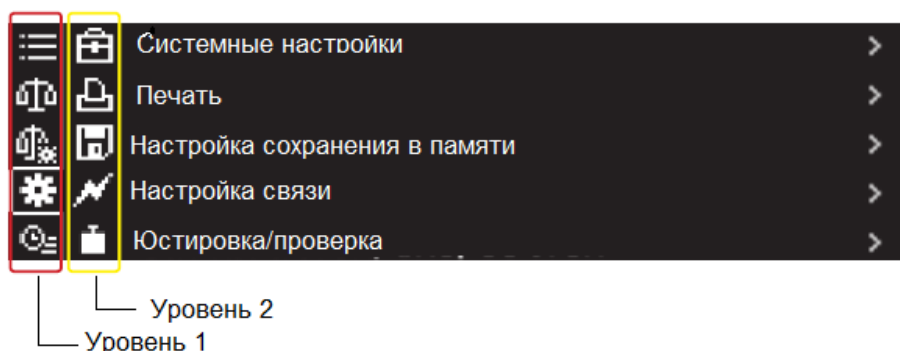 Системные настройки
Печать
Настройка сохранения в памяти
Настройка связи
Юстировка/проверка
Уровень 2
Уровень 1